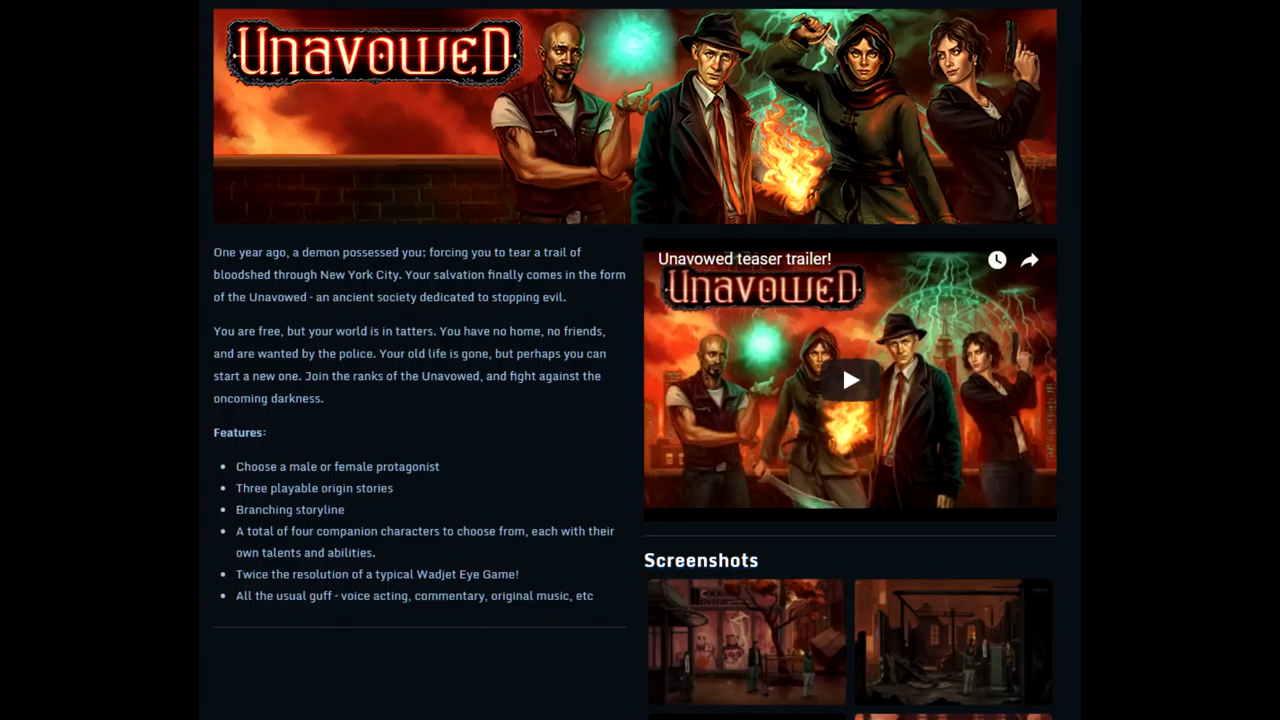 UNAVOWED
One year ago, a demon possessed you; forcing you to tear a trail of
bloodshed through New York City. Your salvation finally comes in the form
of the Unavowed - an ancient society dedicated to stopping evil.
You are free, but your world is in tatters. You have no home, no friends,
and are wanted by the police. Your old life is gone, but perhaps you can
start a new one. Join the ranks of the Unavowed, and fight against the
oncoming darkness.
Features:
Choose a male or female protagonist
Three playable origin stories
Branching storyline
A total of four companion characters to choose from, each with their
own talents and abilities.
Twice the resolution of a typical Wadjet Eye Game!
All the usual guff - voice acting, commentary, original music, etc
Unavowed teaser trailer!
UNAVOWED
Screenshots